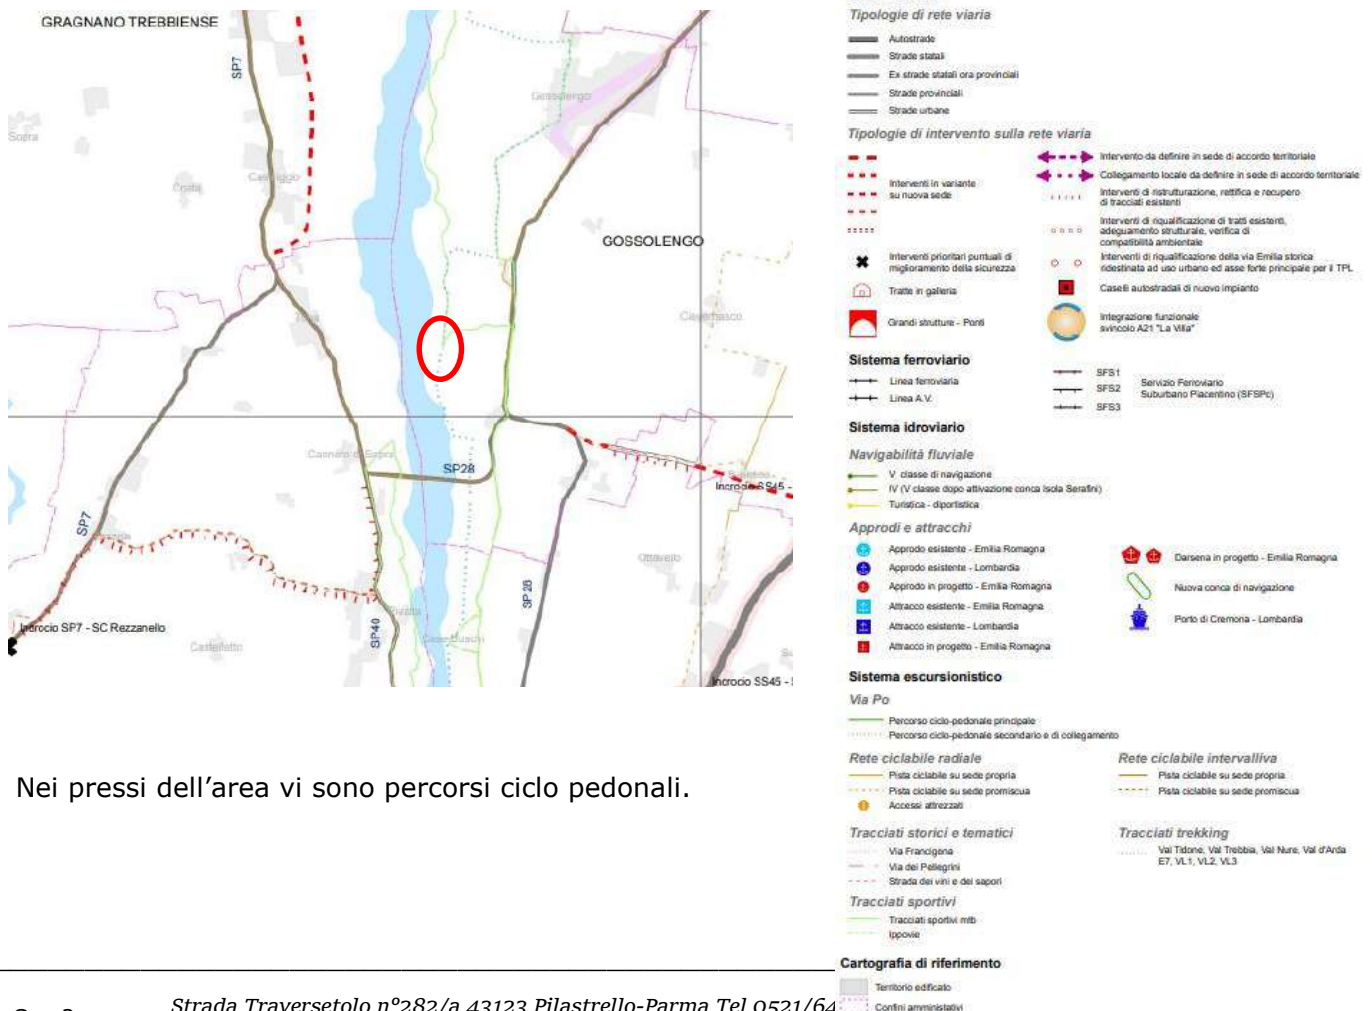 GRAGNANO TREBBIENSE
SP7
Gossolengo
Sopra
GOSSOLENGO
SP28
SP7
Incrocio SS45 -
Ottavello
SP28
SP40
Incrocio SP7 - SC Rezzanello
Castelletto
Incrocio SS45 - S
Nei pressi dell'area vi sono percorsi ciclo pedonali.
Strada Traversetolo n°282/a 43123 Pilastrello-Parma Tel 0521/64
Tipologie di rete viaria
Autostrade
Strade statali
Ex strade statali ora provinciali
Strade provinciali
Strade urbane
Tipologie di intervento sulla rete viaria
Interventi in variante
su nuova sede
Interventi prioritari puntuali di
miglioramento della sicurezza
Tratte in galleria
Grandi strutture - Ponti
Intervento da definire in sede di accordo territoriale
Collegamento locale da definire in sede di accordo territoriale
Interventi di ristrutturazione, rettifica e recupero
di tracciati esistenti
Interventi di riqualificazione di tratti esistenti,
adeguamento strutturale, verifica di
compatibilità ambientale
Interventi di riqualificazione della via Emilia storica
ridestinata ad uso urbano ed asse forte principale per il TPL
Caselli autostradali di nuovo impianto
Integrazione funzionale
svincolo A21 "La Villa"
Sistema ferroviario
Linea ferroviaria
Linea A.V.
SFS1
SFS2
SFS3
Servizio Ferroviario
Suburbano Piacentino (SFSPc)
Sistema idroviario
Navigabilità fluviale
V classe di navigazione
IV (V classe dopo attivazione conca Isola Serafini)
Turistica - diportistica
Approdi e attracchi
Approdo esistente - Emilia Romagna
Approdo esistente - Lombardia
Approdo in progetto - Emilia Romagna
Attracco esistente - Emilia Romagna
Attracco esistente - Lombardia
Attracco in progetto - Emilia Romagna
Darsena in progetto - Emilia Romagna
Nuova conca di navigazione
Porto di Cremona - Lombardia
Sistema escursionistico
Via Po
Percorso ciclo-pedonale principale
Percorso ciclo-pedonale secondario e di collegamento
Rete ciclabile radiale
Pista ciclabile su sede propria
Pista ciclabile su sede promiscua
Accessi attrezzati
Rete ciclabile intervalliva
Pista ciclabile su sede propria
Pista ciclabile su sede promiscua
Tracciati storici e tematici
Via Francigena
Via dei Pellegrini
Strada dei vini e dei sapori
Tracciati trekking
Val Tidone, Val Trebbia, Val Nure, Val d'Arda
E7, VL1, VL2, VL3
Tracciati sportivi
Tracciati sportivi mtb
Ippovie
Cartografia di riferimento
Territorio edificato
Confini amministativi